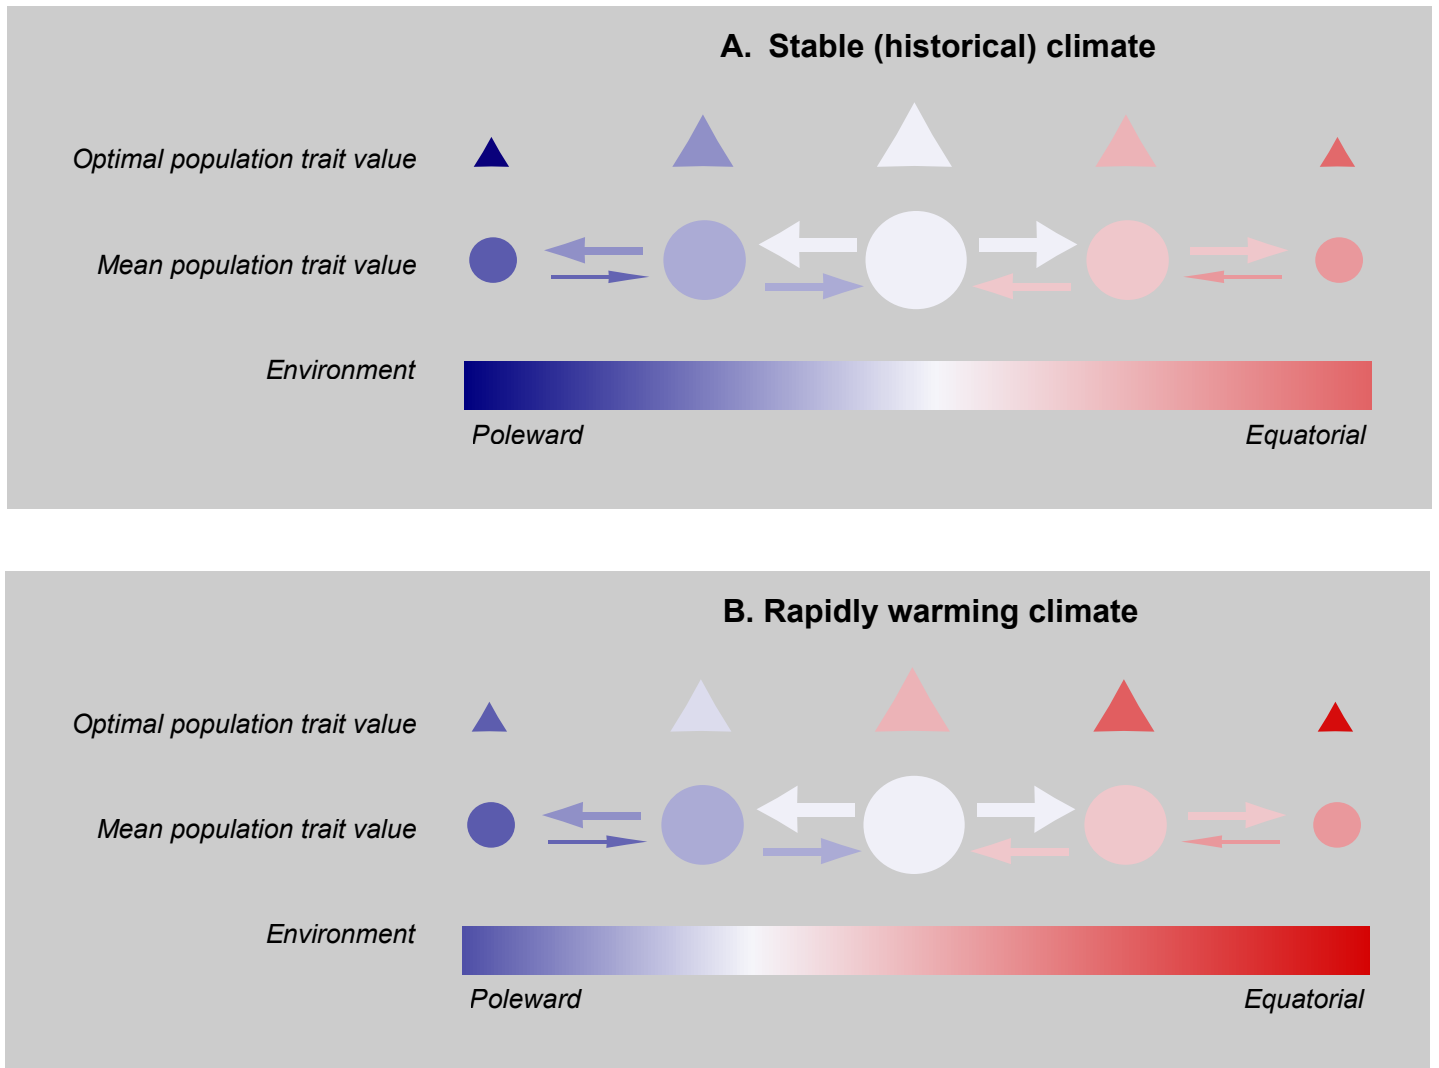 A. Stable (historical) climate
Optimal population trait value
Mean population trait value
Environment
Poleward
Equatorial
B. Rapidly warming climate
Optimal population trait value
Mean population trait value
Environment
Poleward
Equatorial